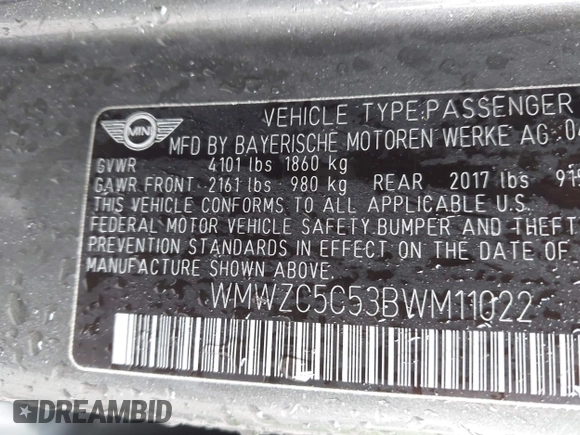 VEHICLE TYPE:PASSENGER
MINI
MFD BY BAYERISCHE MOTOREN WERKE AG
GVWR 4101 lbs 1860 kg
GAWR FRONT 2161 lbs 980 kg REAR 2017 lbs
THIS VEHICLE CONFORMS TO ALL APPLICABLE U.S.
FEDERAL MOTOR VEHICLE SAFETY,BUMPER AND THEFT
PREVENTION STANDARDS IN EFFECT ON THE DATE OF
MANUFACTURE SHOWN ABOVE.
WMWZC5C53BWM11022
DREAMBID